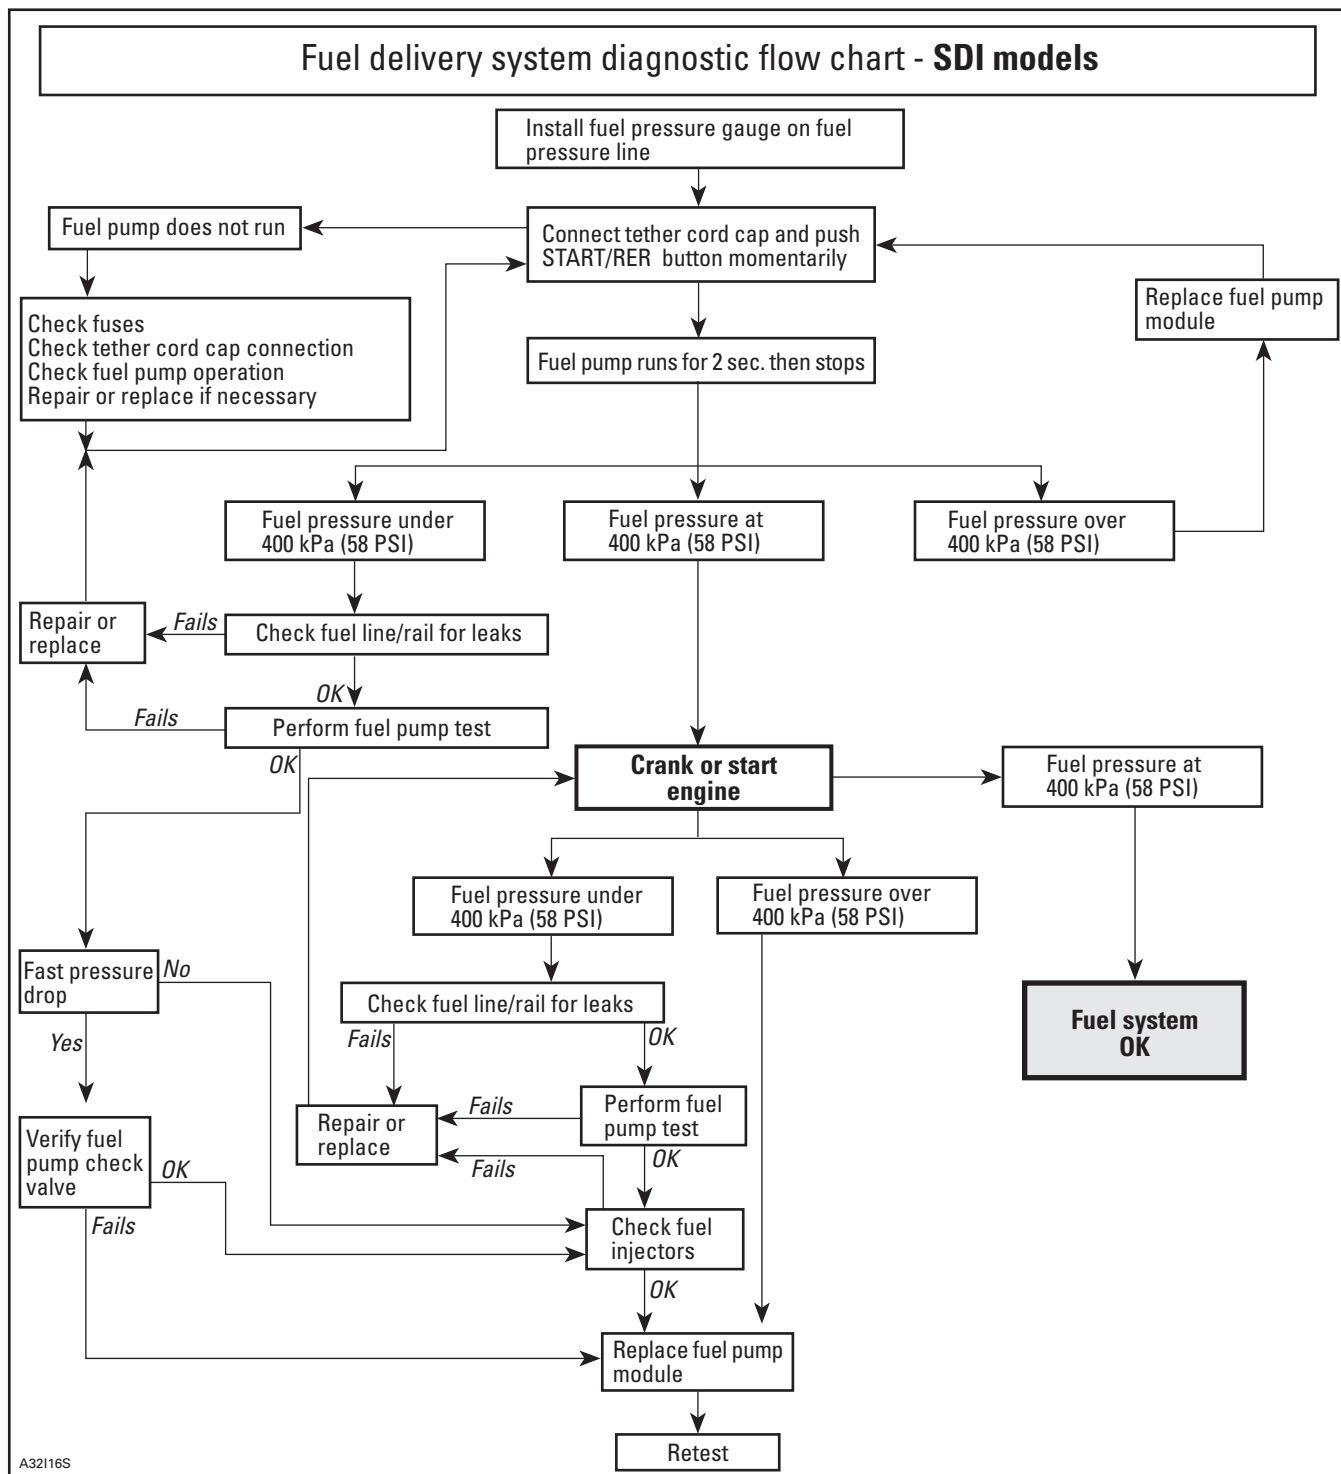 Fuel delivery system diagnostic flow chart - SDI models
Install fuel pressure gauge on fuel
pressure line
Fuel pump does not run
Connect tether cord cap and push
START/RER button momentarily
Replace fuel pump
module
Check fuses
Check tether cord cap connection
Check fuel pump operation
Repair or replace if necessary
Fuel pump runs for 2 sec. then stops
Fuel pressure under
400 kPa (58 PSI)
Fuel pressure at
400 kPa (58 PSI)
Fuel pressure over
400 kPa (58 PSI)
Repair or
replace
Fails
Check fuel line/rail for leaks
OK
Fails
Perform fuel pump test
OK
Crank or start
engine
Fuel pressure at
400 kPa (58 PSI)
Fuel pressure under
400 kPa (58 PSI)
Fuel pressure over
400 kPa (58 PSI)
Fast pressure
drop
No
Yes
Check fuel line/rail for leaks
Fails
OK
Fuel system
OK
Repair or
replace
Fails
Perform fuel
pump test
OK
Fails
Verify fuel
pump check
valve
OK
Fails
Check fuel
injectors
OK
Replace fuel pump
module
Retest
A32I16S